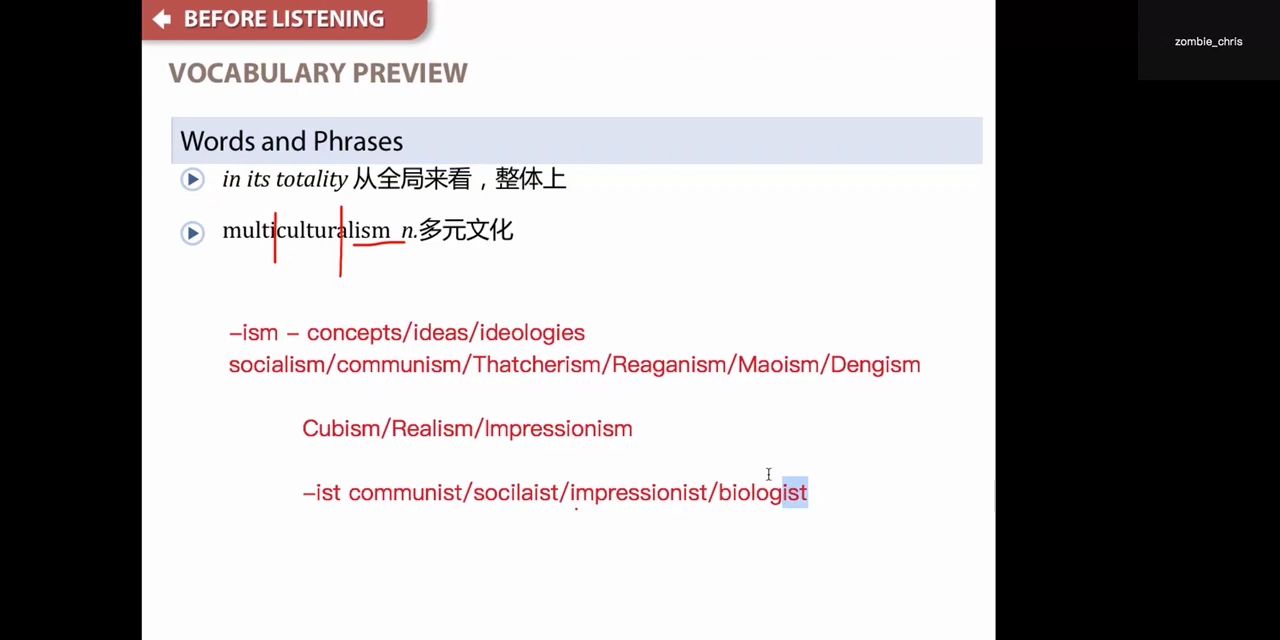 BEFORE LISTENING
zombie_chris
VOCABULARY PREVIEW
Words and Phrases
in its totality 从全局来看，整体上
multiculturalism n.多元文化
-ism - concepts/ideas/ideologies
socialism/communism/Thatcherism/Reaganism/Maoism/Dengism
Cubism/Realism/Impressionism
-ist communist/socilaist/impressionist/biologist